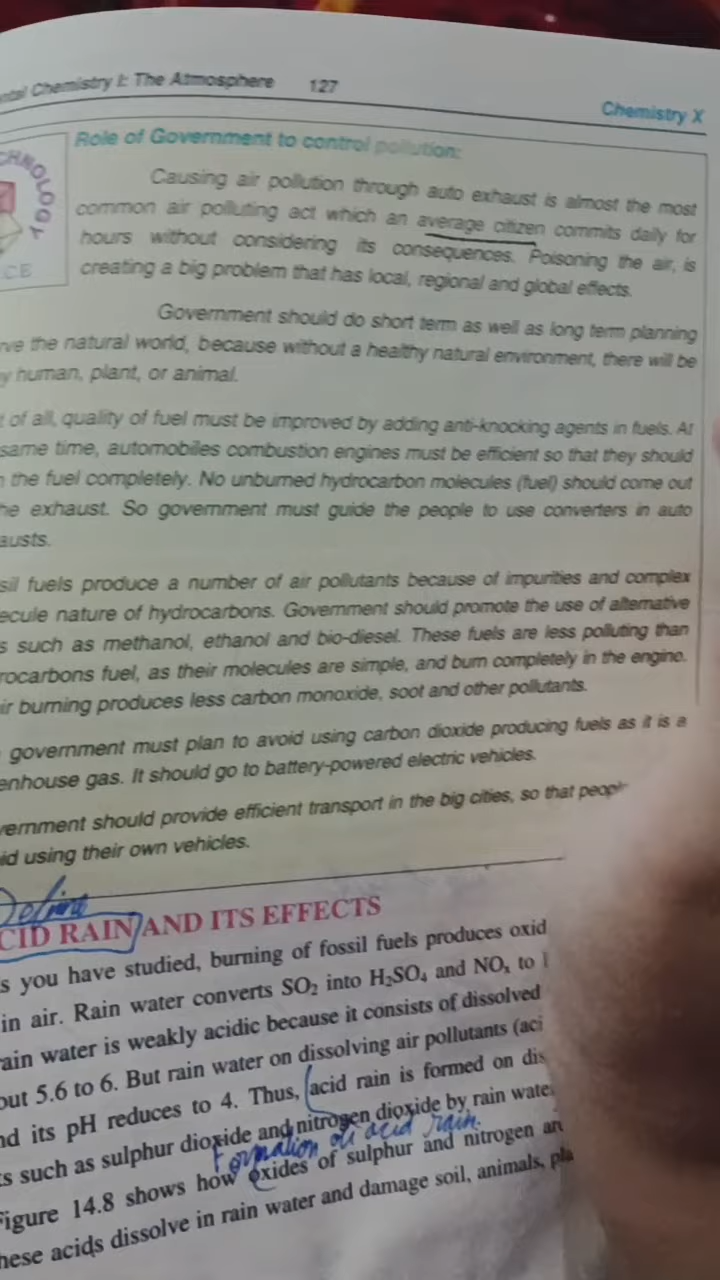 Chemistry I: The Atmosphere 127
Chemistry X
Role of Government to control pollution:
Causing air pollution through auto exhaust is almost the most
common air polluting act which an average citizen commits daily for
hours without considering its consequences. Poisoning the air, is
creating a big problem that has local, regional and global effects.
Government should do short term as well as long term planning
the natural world, because without a healthy natural environment, there will be
human, plant, or animal.
of all, quality of fuel must be improved by adding anti-knocking agents in fuels. At
same time, automobiles combustion engines must be efficient so that they should
the fuel completely. No unburned hydrocarbon molecules (fuel) should come out
exhaust. So government must guide the people to use converters in auto
fuels produce a number of air pollutants because of impurities and complex
nature of hydrocarbons. Government should promote the use of alternative
such as methanol, ethanol and bio-diesel. These fuels are less polluting than
fuel, as their molecules are simple, and burn completely in the engine.
burning produces less carbon monoxide, soot and other pollutants.
government must plan to avoid using carbon dioxide producing fuels as it is a
gas. It should go to battery-powered electric vehicles.
should provide efficient transport in the big cities, so that
using their own vehicles.
Define
CID RAIN AND ITS EFFECTS
s you have studied, burning of fossil fuels produces oxid
in air. Rain water converts SO₂ into H₂SO₄ and NOₓ to
ain water is weakly acidic because it consists of dissolved
out 5.6 to 6. But rain water on dissolving air pollutants (aci
nd its pH reduces to 4. Thus, acid rain is formed on dis
ts such as sulphur dioxide and nitrogen dioxide by rain wate
Formation of acid rain.
Figure 14.8 shows how oxides of sulphur and nitrogen ar
hese acids dissolve in rain water and damage soil, animals, pla